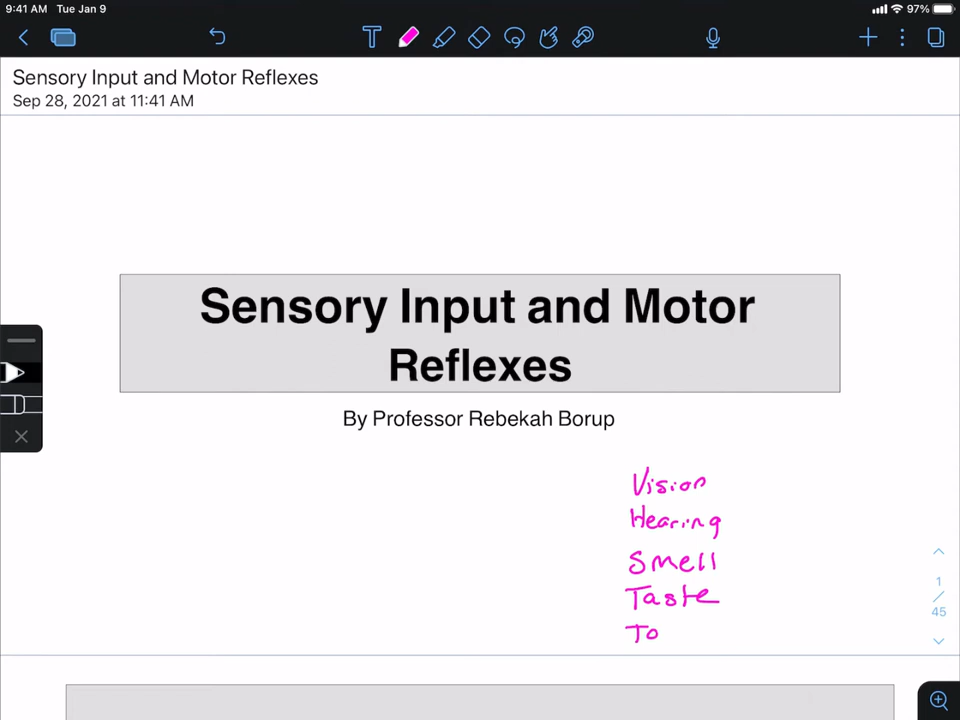 9:41 AM Tue Jan 9 97%
Sensory Input and Motor Reflexes
Sep 28, 2021 at 11:41 AM
Sensory Input and Motor
Reflexes
By Professor Rebekah Borup
Vision
Hearing
Smell
Taste
To
1
/
45